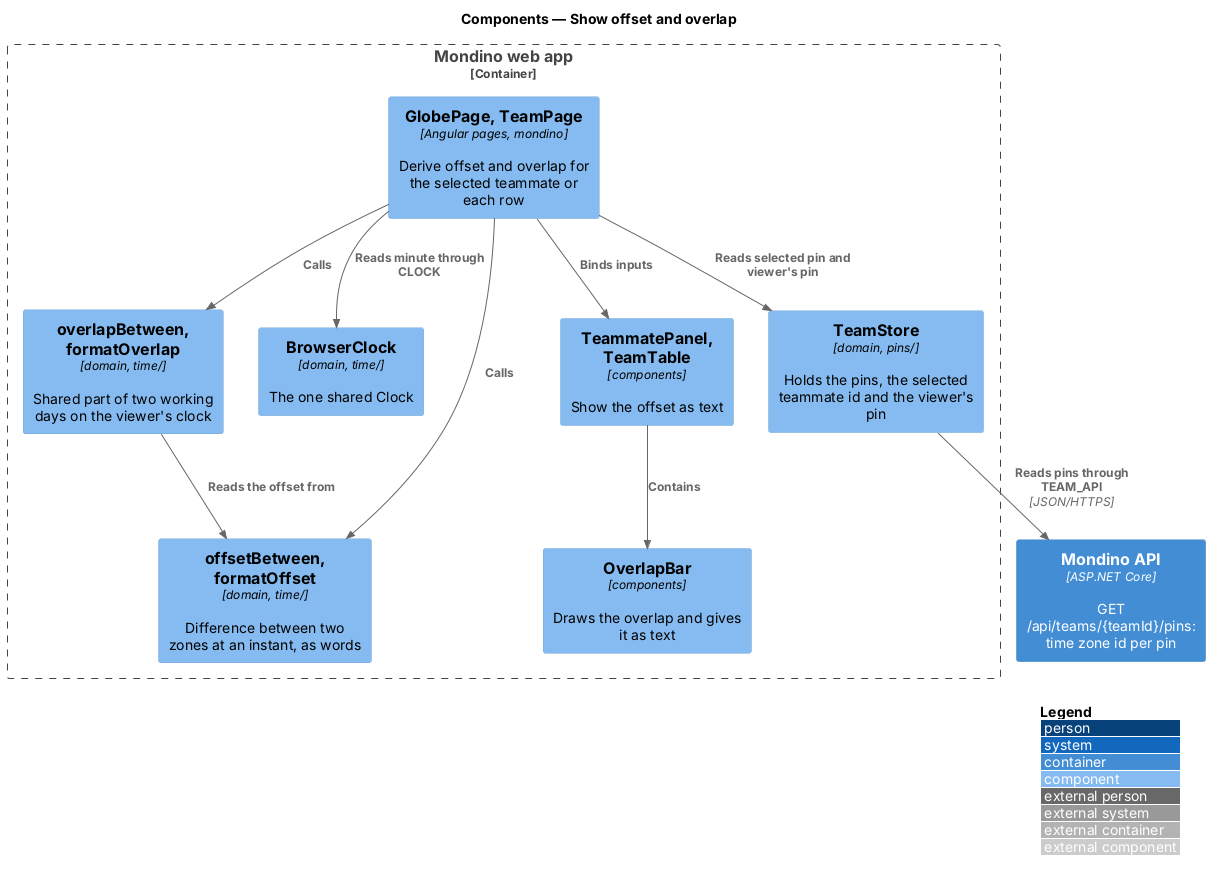 Components — Show offset and overlap
Mondino web app
[Container]
GlobePage, TeamPage
[Angular pages, mondino]
Derive offset and overlap for
the selected teammate or
each row
Calls
Reads minute through
CLOCK
Binds inputs
Reads selected pin and
viewer's pin
overlapBetween,
formatOverlap
[domain, time/]
Shared part of two working
days on the viewer's clock
BrowserClock
[domain, time/]
The one shared Clock
Calls
TeammatePanel,
TeamTable
[components]
Show the offset as text
TeamStore
[domain, pins/]
Holds the pins, the selected
teammate id and the viewer's
pin
Reads the offset from
Contains
Reads pins through
TEAM_API
[JSON/HTTPS]
offsetBetween,
formatOffset
[domain, time/]
Difference between two
zones at an instant, as words
OverlapBar
[components]
Draws the overlap and gives
it as text
Mondino API
[ASP.NET Core]
GET
/api/teams/{teamId}/pins:
time zone id per pin
Legend
person
system
container
component
external person
external system
external container
external component